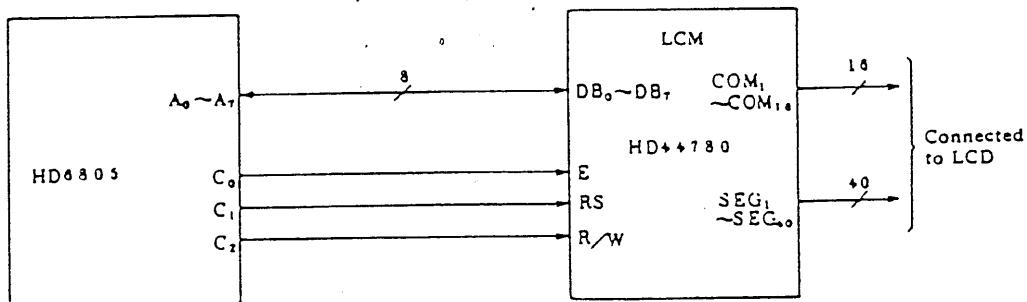 LCM
8
16
A₀~A₇
DB₀~DB₇
COM₁
~COM₁₆
HD44780
Connected
to LCD
HD6805
C₀
E
40
C₁
RS
SEG₁
~SEG₄₀
C₂
R/W